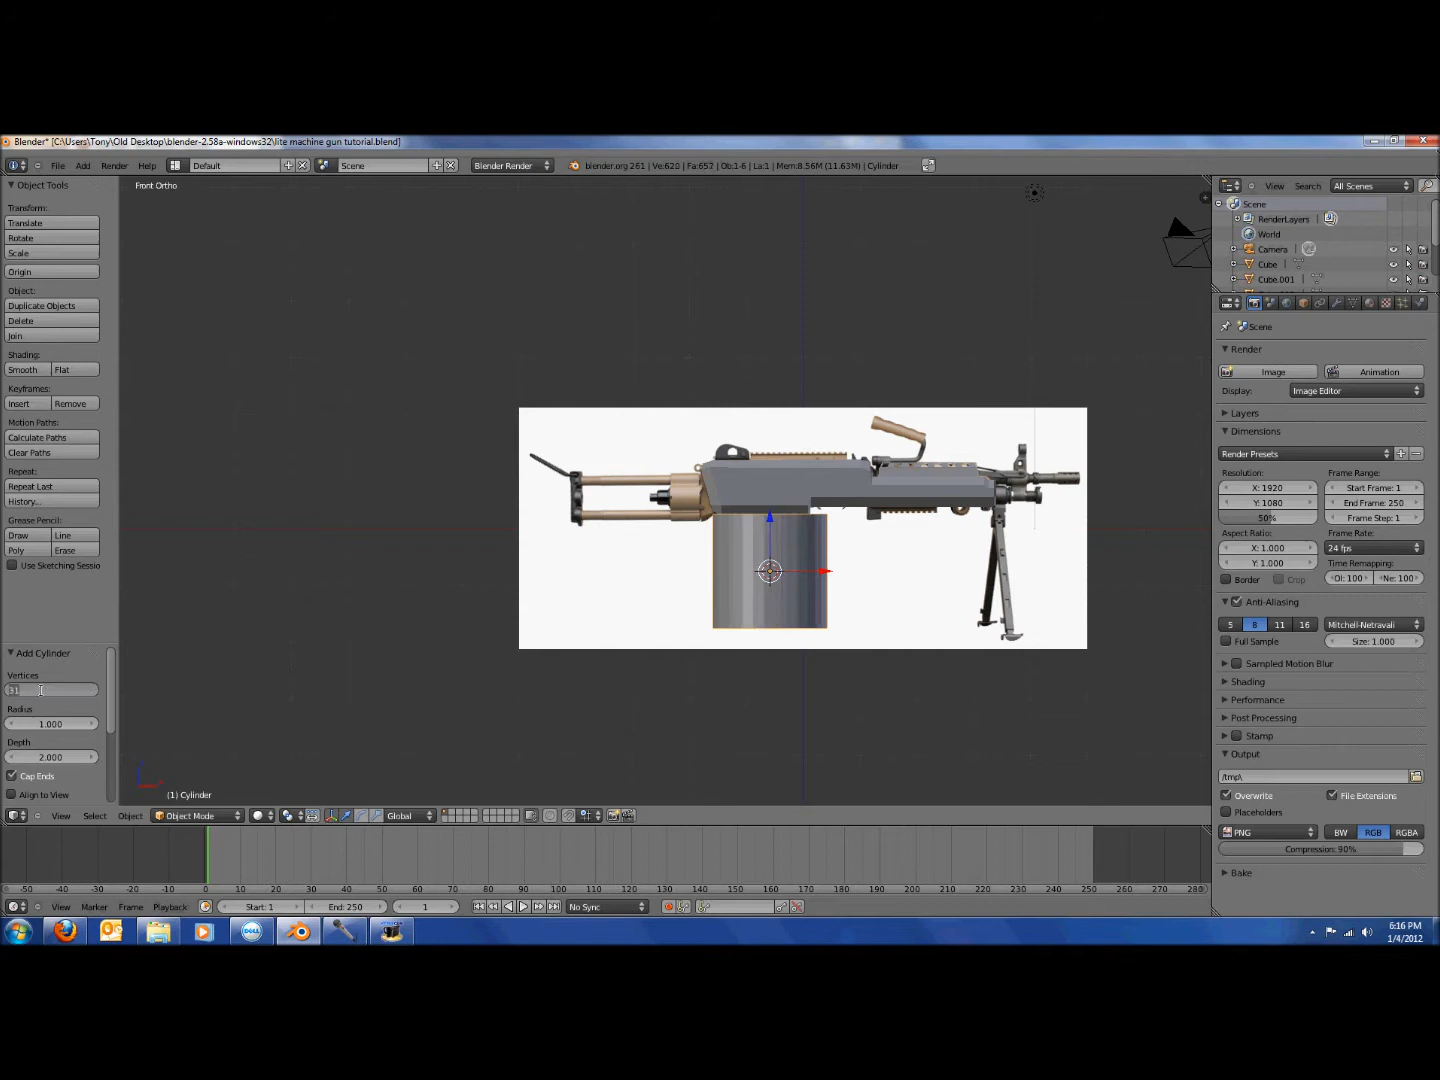 Blender* [C:\Users\Tony\Old Desktop\blender-2.58a-windows32\lite machine gun tutorial.blend]
File Add Render Help Default Scene Blender Render blender.org 261 | Ve:620 | Fa:657 | Ob:1-6 | La:1 | Mem:8.56M (11.63M) | Cylinder
View Search All Scenes
Object Tools
Front Ortho
Transform:
Translate
Rotate
Scale
Origin
Object:
Duplicate Objects
Delete
Join
Shading:
Smooth Flat
Keyframes:
Insert Remove
Motion Paths:
Calculate Paths
Clear Paths
Repeat:
Repeat Last
History...
Grease Pencil:
Draw Line
Poly Erase
Use Sketching Sessio
Add Cylinder
Vertices
31
Radius
1.000
Depth
2.000
Cap Ends
Align to View
(1) Cylinder
View Select Object Object Mode Global
Scene
RenderLayers
World
Camera
Cube
Cube.001
Scene
Render
Image Animation
Display: Image Editor
Layers
Dimensions
Render Presets
Resolution: Frame Range:
X: 1920 Start Frame: 1
Y: 1080 End Frame: 250
50% Frame Step: 1
Aspect Ratio: Frame Rate:
X: 1.000 24 fps
Y: 1.000 Time Remapping:
Border Crop Ol: 100 Ne: 100
Anti-Aliasing
5 8 11 16 Mitchell-Netravali
Full Sample Size: 1.000
Sampled Motion Blur
Shading
Performance
Post Processing
Stamp
Output
/tmp\
Overwrite File Extensions
Placeholders
PNG BW RGB RGBA
Compression: 90%
Bake
-50 -40 -30 -20 -10 0 10 20 30 40 50 60 70 80 90 100 110 120 130 140 150 160 170 180 190 200 210 220 230 240 250 260 270 280
View Marker Frame Playback Start: 1 End: 250 1 No Sync
DELL
6:16 PM
1/4/2012